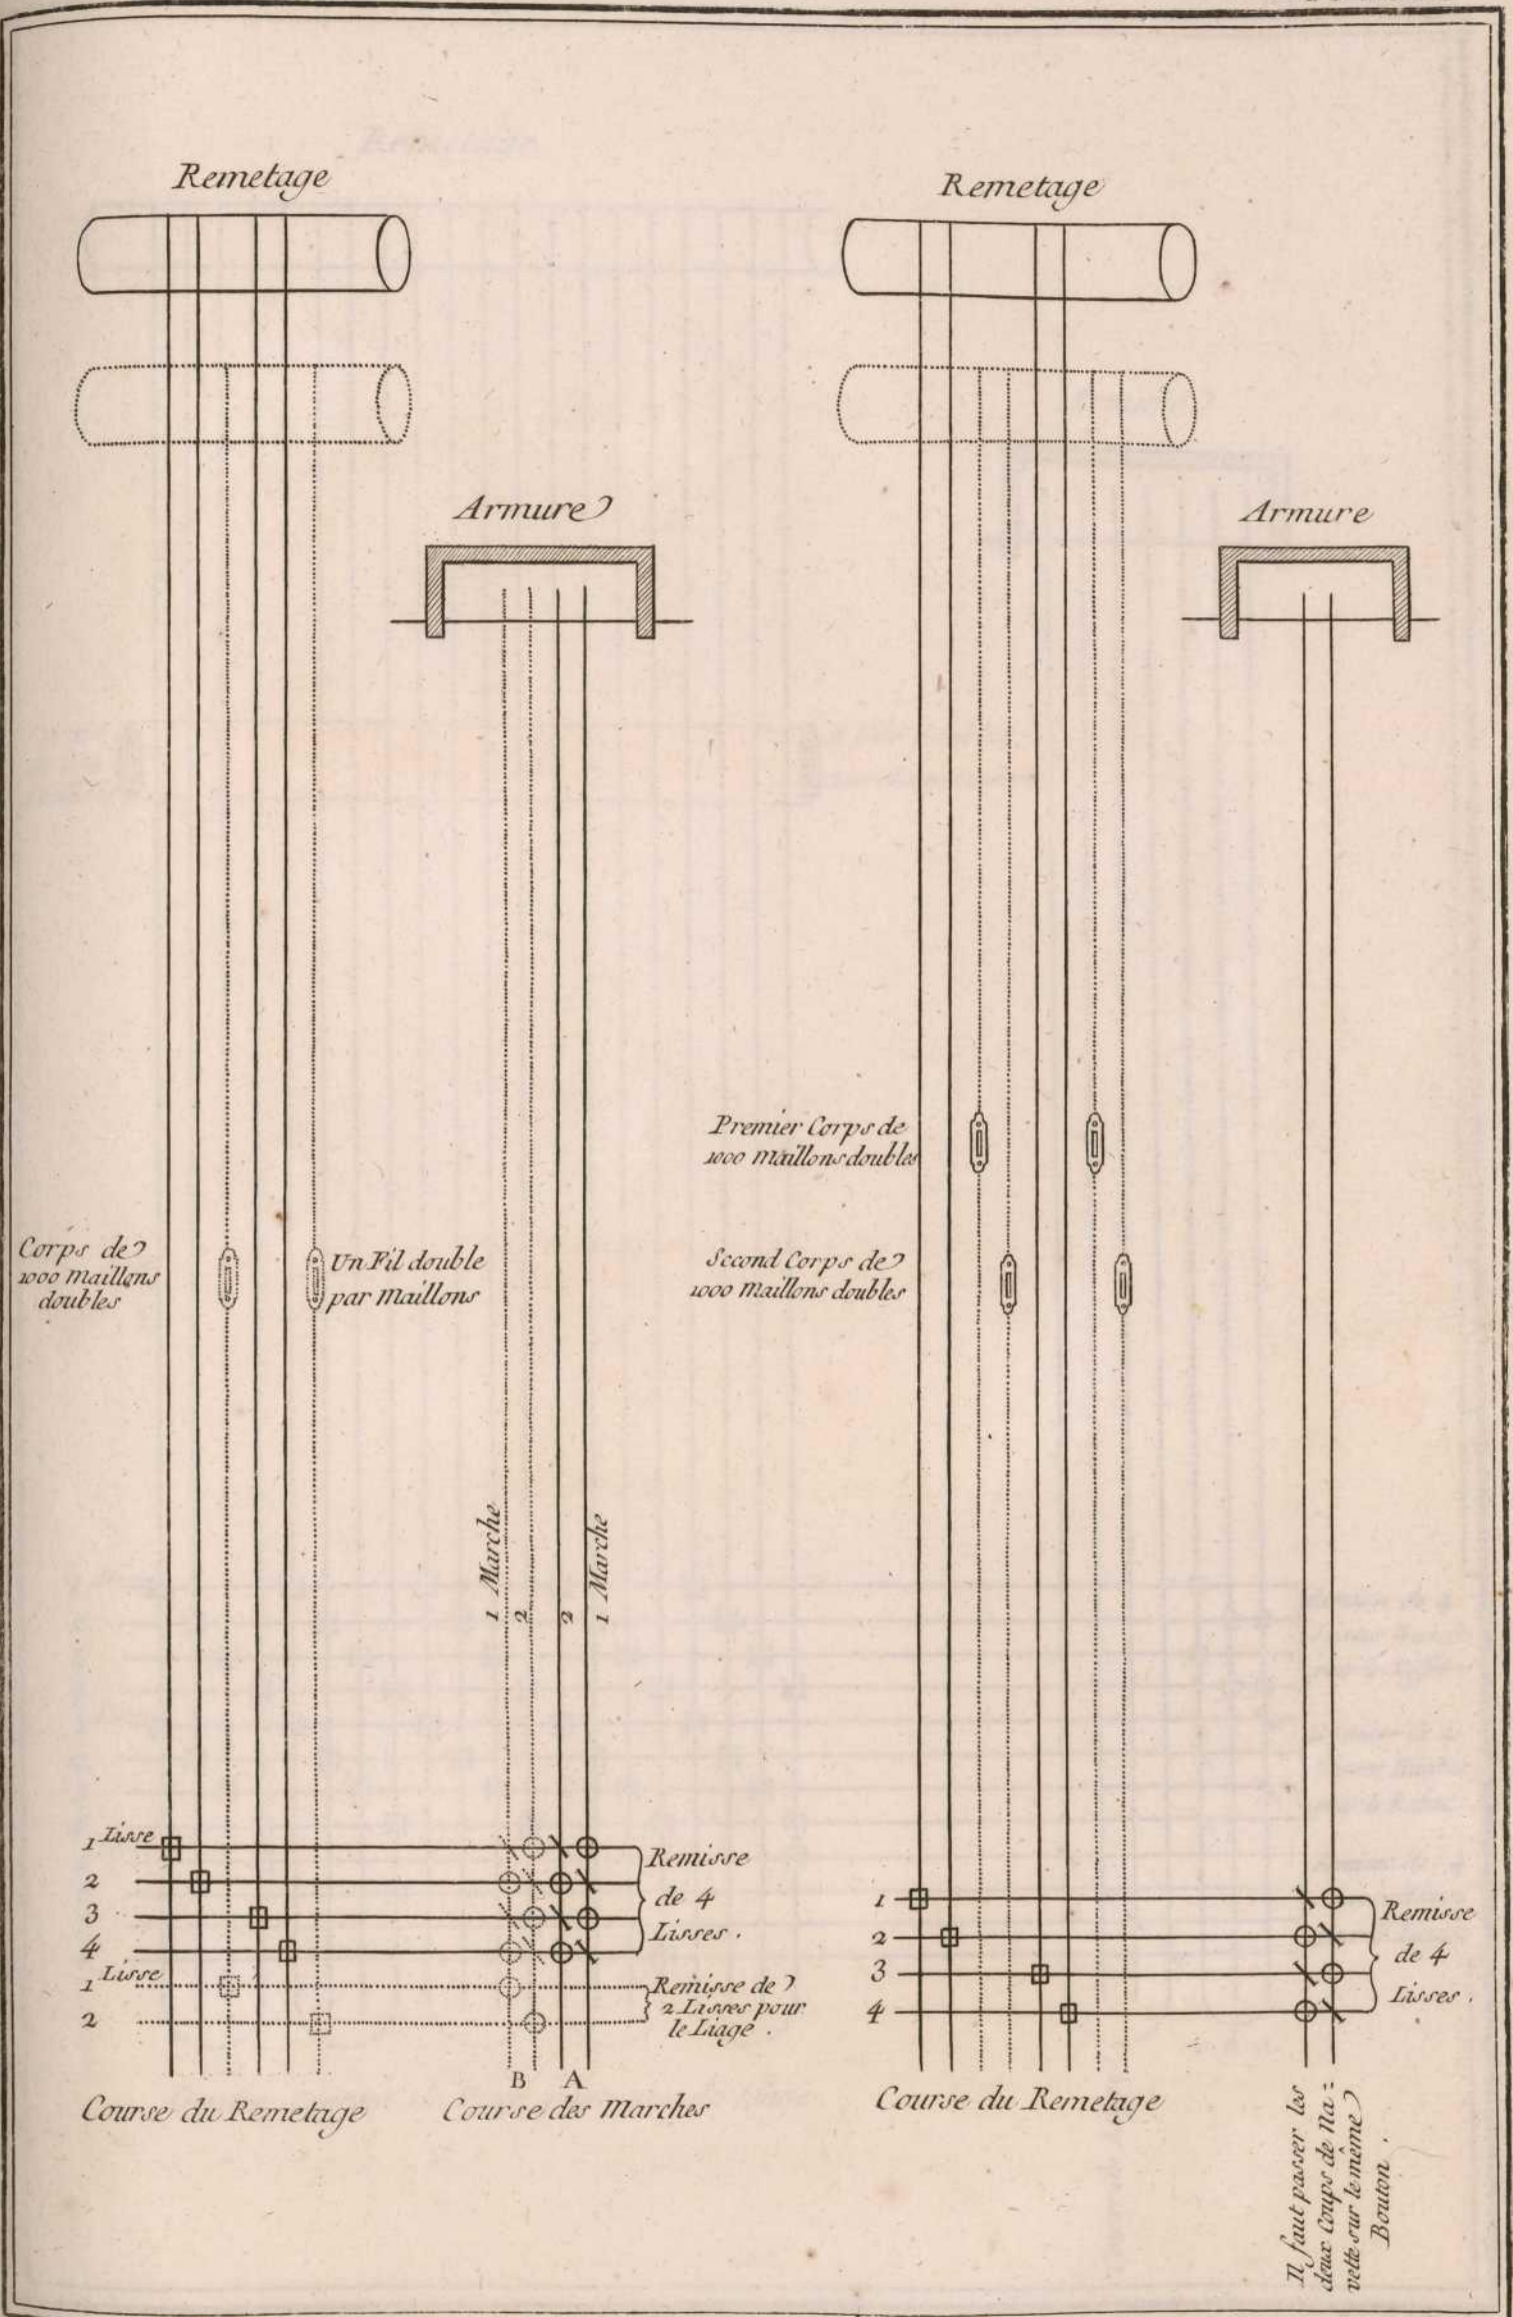 Remetage
Armure
Corps de
1000 Maillons
doubles
Un Fil double
par Maillons
1 Marche
2
2
1 Marche
1 Lisse
2
3
4
1 Lisse
2
Remisse
de 4
Lisses.
Remisse de
2 Lisses pour
le Liage.
B A
Course du Remetage
Course des Marches
Remetage
Armure
Premier Corps de
1000 Maillons doubles
Second Corps de
1000 Maillons doubles
1
2
3
4
Remisse
de 4
Lisses.
Course du Remetage
Il faut passer les
deux Coups de Na=
vette sur le même
Bouton.